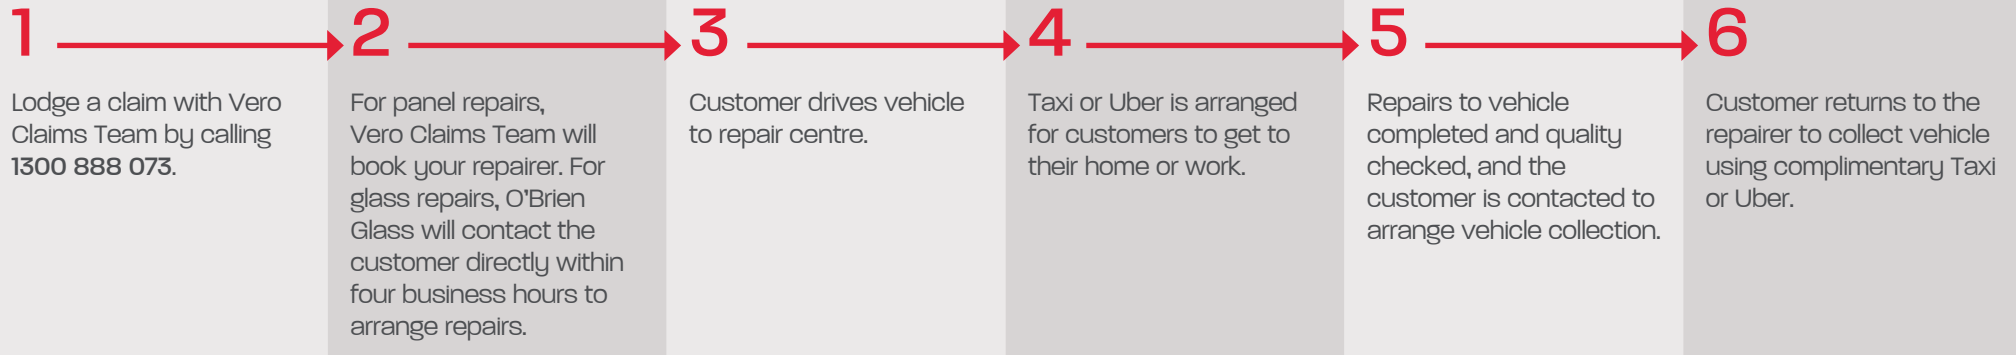 1
Lodge a claim with Vero
Claims Team by calling
1300 888 073.
2
For panel repairs,
Vero Claims Team will
book your repairer. For
glass repairs, O'Brien
Glass will contact the
customer directly within
four business hours to
arrange repairs.
3
Customer drives vehicle
to repair centre.
4
Taxi or Uber is arranged
for customers to get to
their home or work.
5
Repairs to vehicle
completed and quality
checked, and the
customer is contacted to
arrange vehicle collection.
6
Customer returns to the
repairer to collect vehicle
using complimentary Taxi
or Uber.